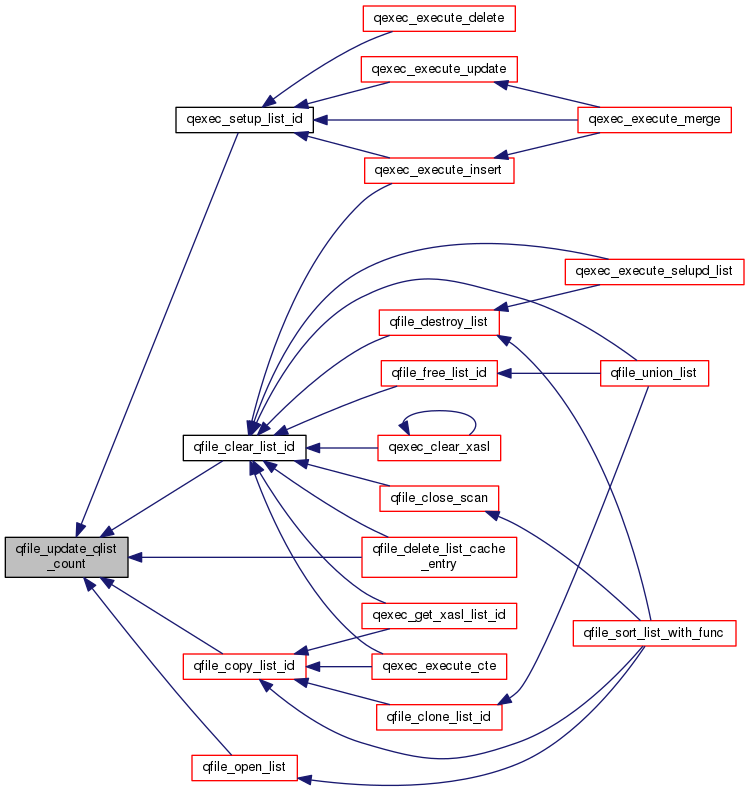 qexec_execute_delete
qexec_execute_update
qexec_setup_list_id
qexec_execute_merge
qexec_execute_insert
qexec_execute_selupd_list
qfile_destroy_list
qfile_free_list_id
qfile_union_list
qfile_clear_list_id
qexec_clear_xasl
qfile_close_scan
qfile_update_qlist
_count
qfile_delete_list_cache
_entry
qexec_get_xasl_list_id
qfile_sort_list_with_func
qfile_copy_list_id
qexec_execute_cte
qfile_clone_list_id
qfile_open_list